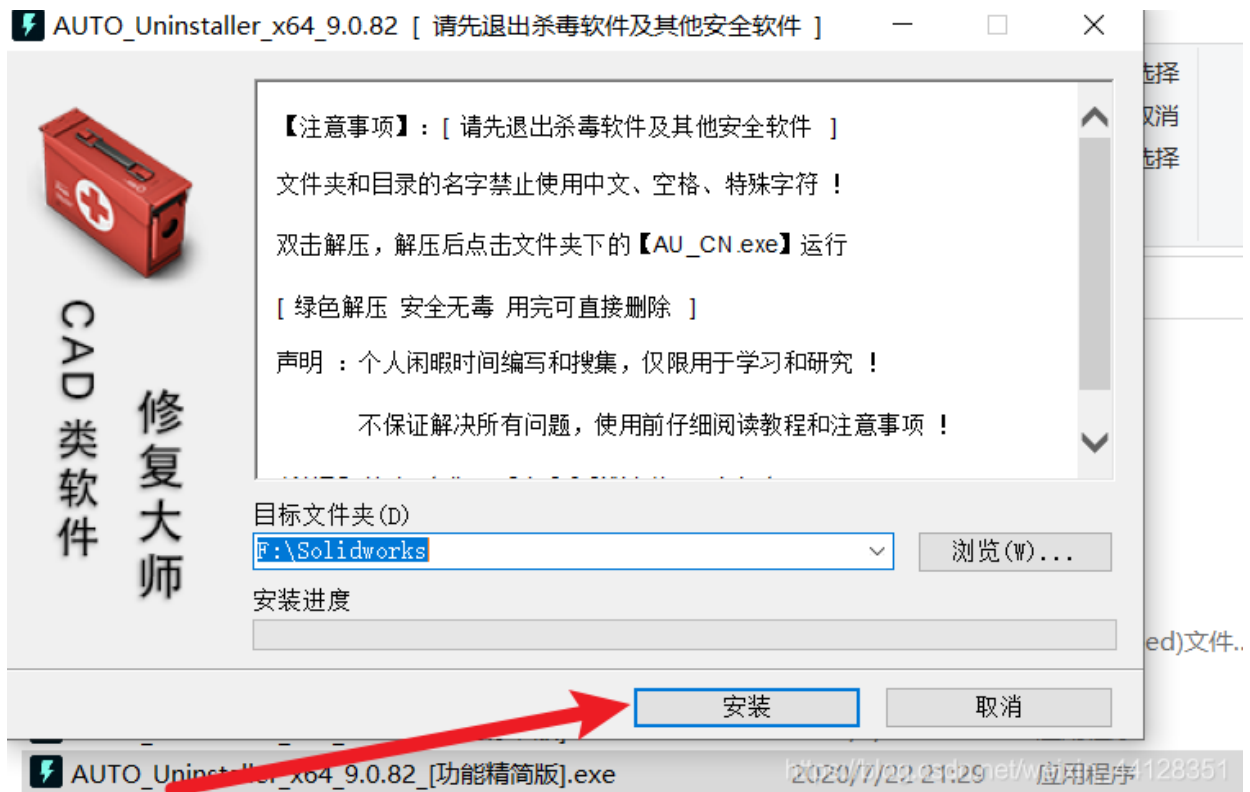 AUTO_Uninstaller_x64_9.0.82 [ 请先退出杀毒软件及其他安全软件 ]
选择
取消
选择
【注意事项】: [ 请先退出杀毒软件及其他安全软件 ]
文件夹和目录的名字禁止使用中文、空格、特殊字符 !
双击解压，解压后点击文件夹下的【AU_CN.exe】运行
[ 绿色解压 安全无毒 用完可直接删除 ]
声明 : 个人闲暇时间编写和搜集，仅限用于学习和研究 !
不保证解决所有问题，使用前仔细阅读教程和注意事项 !
CAD类软件
修复大师
目标文件夹(D)
F:\Solidworks
浏览(W)...
安装进度
ed)文件..
安装
取消
AUTO_Uninstaller_x64_9.0.82_[功能精简版].exe
2020/7/22 21:29
应用程序